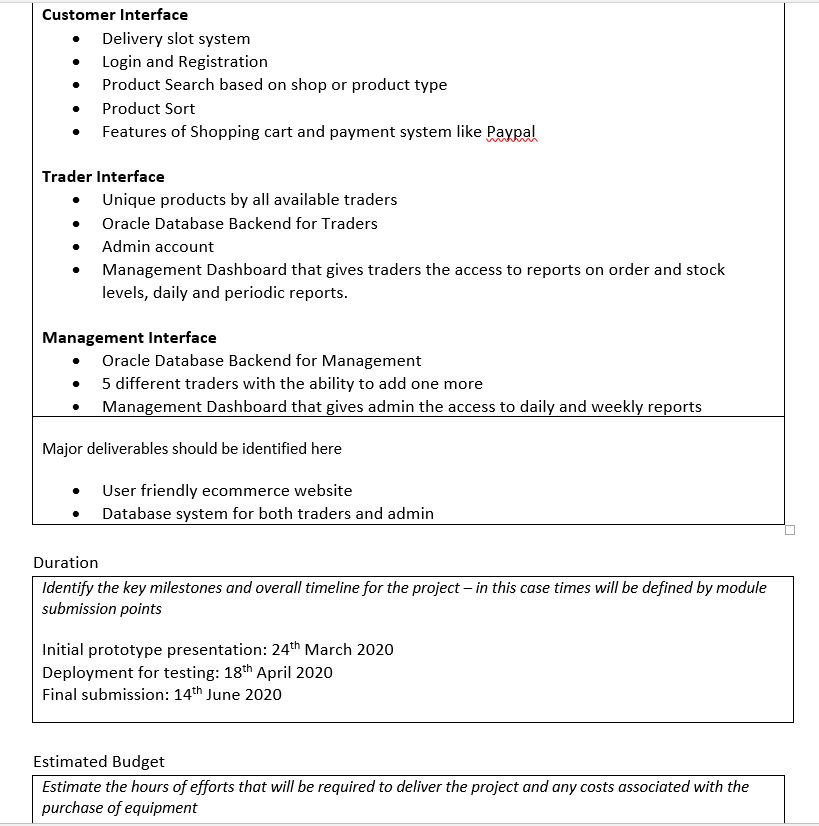 Customer Interface
• Delivery slot system
• Login and Registration
• Product Search based on shop or product type
• Product Sort
• Features of Shopping cart and payment system like Paypal
Trader Interface
• Unique products by all available traders
• Oracle Database Backend for Traders
• Admin account
• Management Dashboard that gives traders the access to reports on order and stock
levels, daily and periodic reports.
Management Interface
• Oracle Database Backend for Management
• 5 different traders with the ability to add one more
• Management Dashboard that gives admin the access to daily and weekly reports
Major deliverables should be identified here
• User friendly ecommerce website
• Database system for both traders and admin
Duration
Identify the key milestones and overall timeline for the project – in this case times will be defined by module
submission points
Initial prototype presentation: 24th March 2020
Deployment for testing: 18th April 2020
Final submission: 14th June 2020
Estimated Budget
Estimate the hours of efforts that will be required to deliver the project and any costs associated with the
purchase of equipment